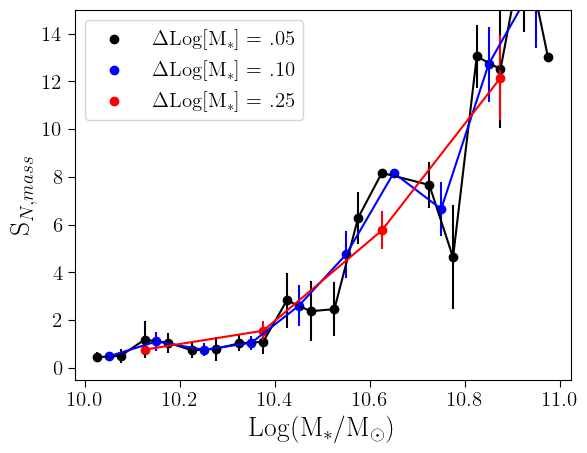 14
12
10
8
6
4
2
0
ΔLog[M*] = .05
ΔLog[M*] = .10
ΔLog[M*] = .25
S_{N,mass}
10.0 10.2 10.4 10.6 10.8 11.0
Log(M*/M⊙)